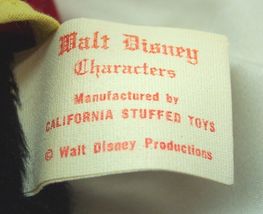 Walt Disney
Characters
Manufactured by
CALIFORNIA STUFFED TOYS
© Walt Disney Productions